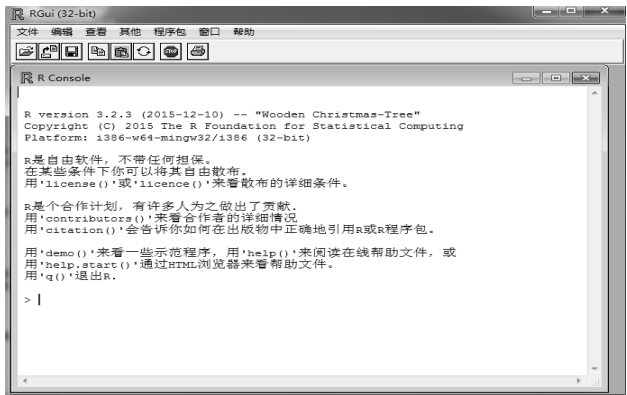 RGui (32-bit)
文件 编辑 查看 其他 程序包 窗口 帮助
STOP
R Console
R version 3.2.3 (2015-12-10) -- "Wooden Christmas-Tree"
Copyright (C) 2015 The R Foundation for Statistical Computing
Platform: i386-w64-mingw32/i386 (32-bit)
R是自由软件，不带任何担保。
在某些条件下你可以将其自由散布。
用'license()'或'licence()'来看散布的详细条件。
R是个合作计划，有许多人为之做出了贡献.
用'contributors()'来看合作者的详细情况
用'citation()'会告诉你如何在出版物中正确地引用R或R程序包。
用'demo()'来看一些示范程序，用'help()'来阅读在线帮助文件，或
用'help.start()'通过HTML浏览器来看帮助文件。
用'q()'退出R.
>